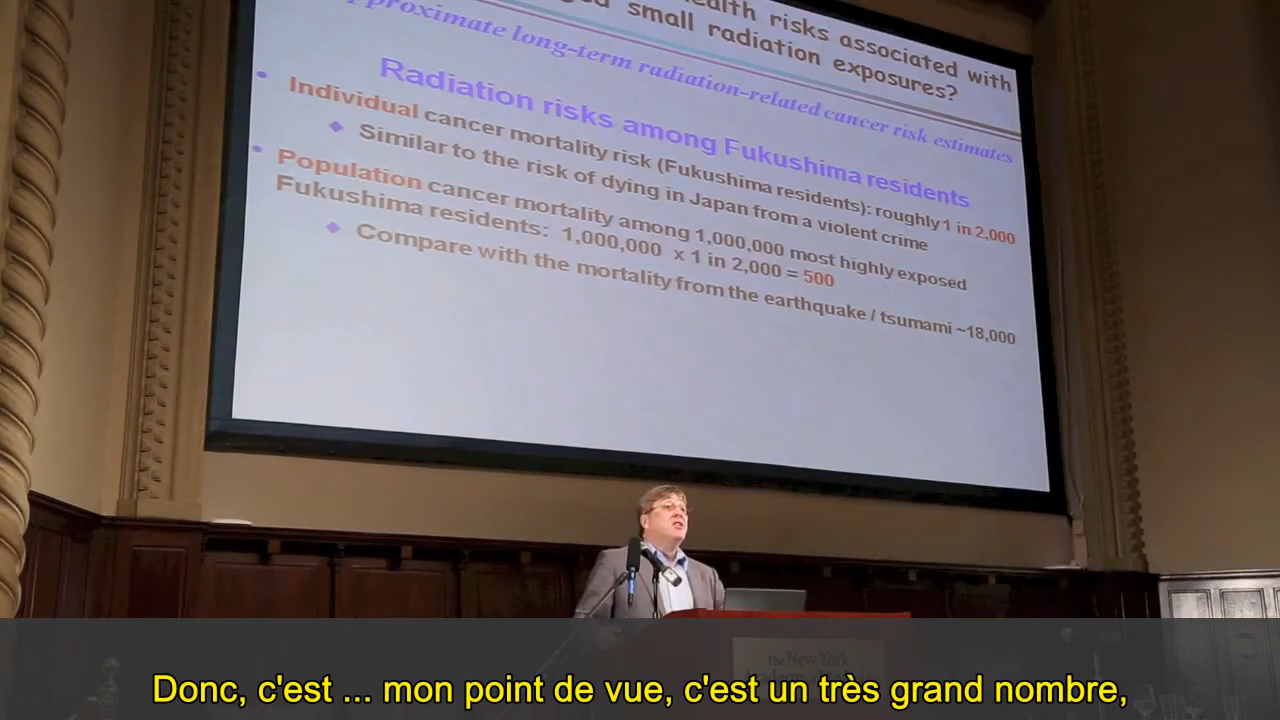 ealth risks associated with
ged small radiation exposures?
pproximate long-term radiation-related cancer risk estimates
Radiation risks among Fukushima residents
• Individual cancer mortality risk (Fukushima residents): roughly 1 in 2,000
◆ Similar to the risk of dying in Japan from a violent crime
• Population cancer mortality among 1,000,000 most highly exposed
Fukushima residents: 1,000,000 x 1 in 2,000 = 500
◆ Compare with the mortality from the earthquake / tsunami ~18,000
The New York
Donc, c'est ... mon point de vue, c'est un très grand nombre,